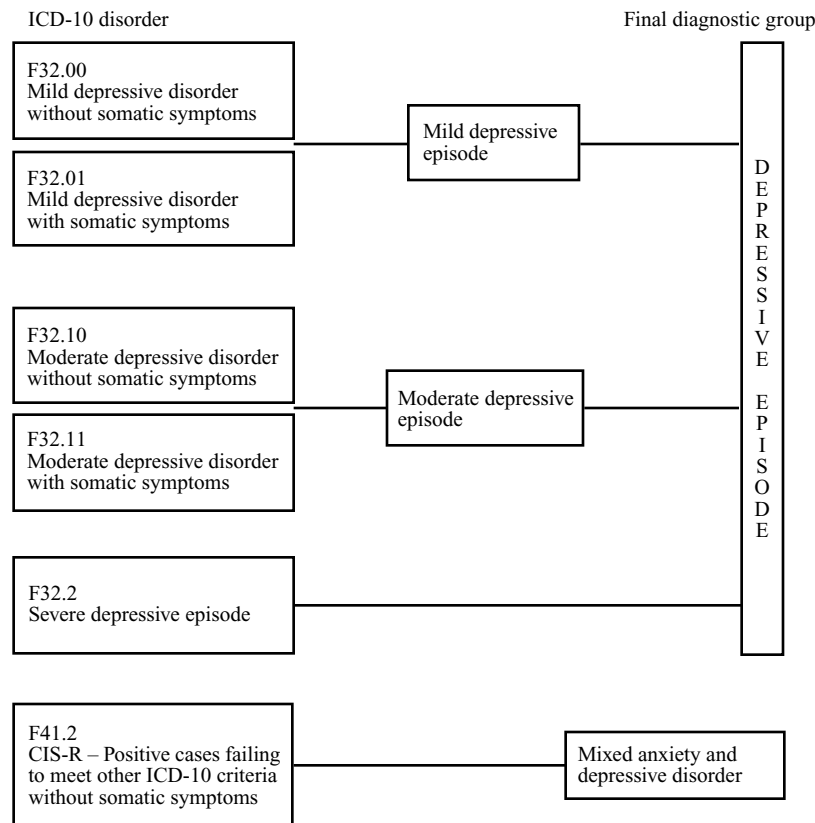 ICD-10 disorder
Final diagnostic group
F32.00
Mild depressive disorder
without somatic symptoms
Mild depressive
episode
F32.01
Mild depressive disorder
with somatic symptoms
F32.10
Moderate depressive disorder
without somatic symptoms
Moderate depressive
episode
F32.11
Moderate depressive disorder
with somatic symptoms
F32.2
Severe depressive episode
DEPRESSIVE EPISODE
F41.2
CIS-R – Positive cases failing
to meet other ICD-10 criteria
without somatic symptoms
Mixed anxiety and
depressive disorder